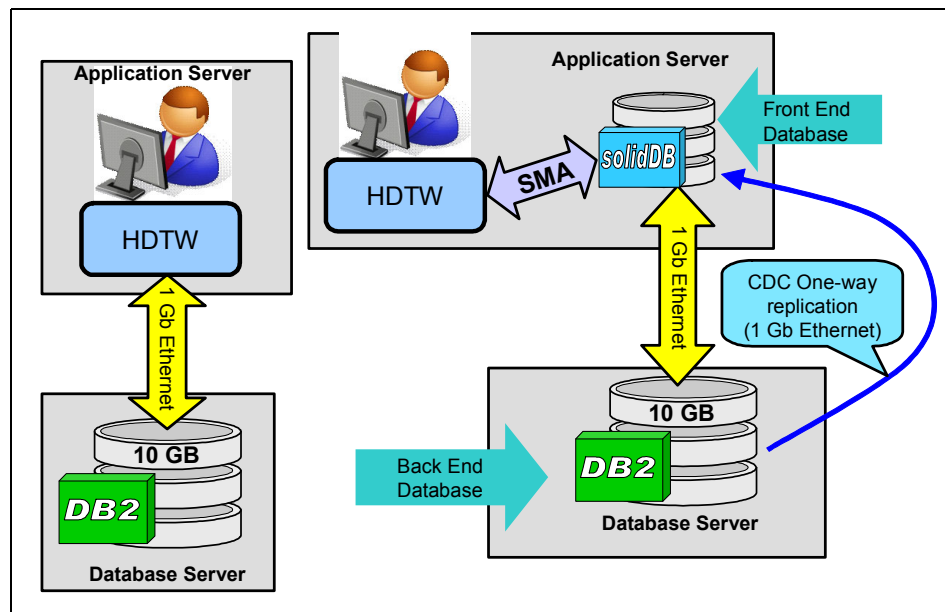 Application Server
HDTW
1 Gb Ethernet
10 GB
DB2
Database Server
Application Server
HDTW
SMA
solidDB
Front End
Database
1 Gb Ethernet
CDC One-way
replication
(1 Gb Ethernet)
Back End
Database
10 GB
DB2
Database Server